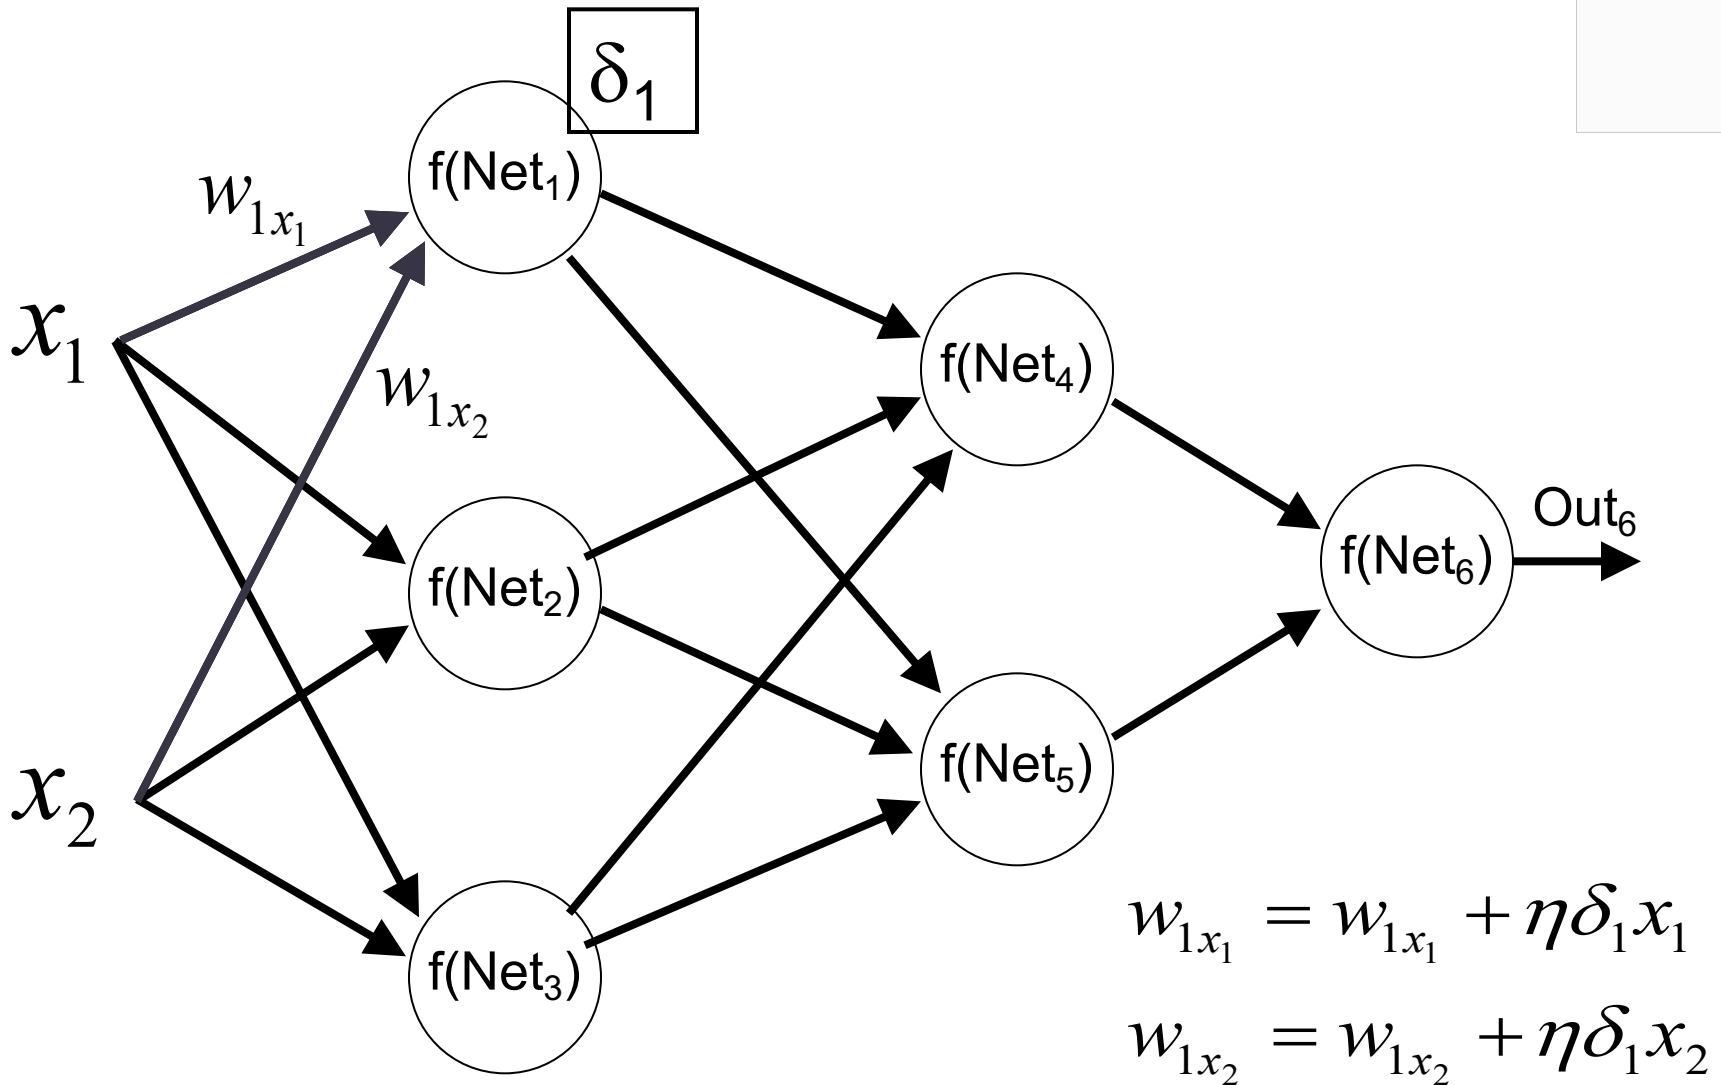 δ₁
f(Net₁)
w₁ₓ₁
x₁
w₁ₓ₂
f(Net₄)
Out₆
f(Net₂)
f(Net₆)
x₂
f(Net₅)
f(Net₃)
w₁ₓ₁ = w₁ₓ₁ + ηδ₁x₁
w₁ₓ₂ = w₁ₓ₂ + ηδ₁x₂